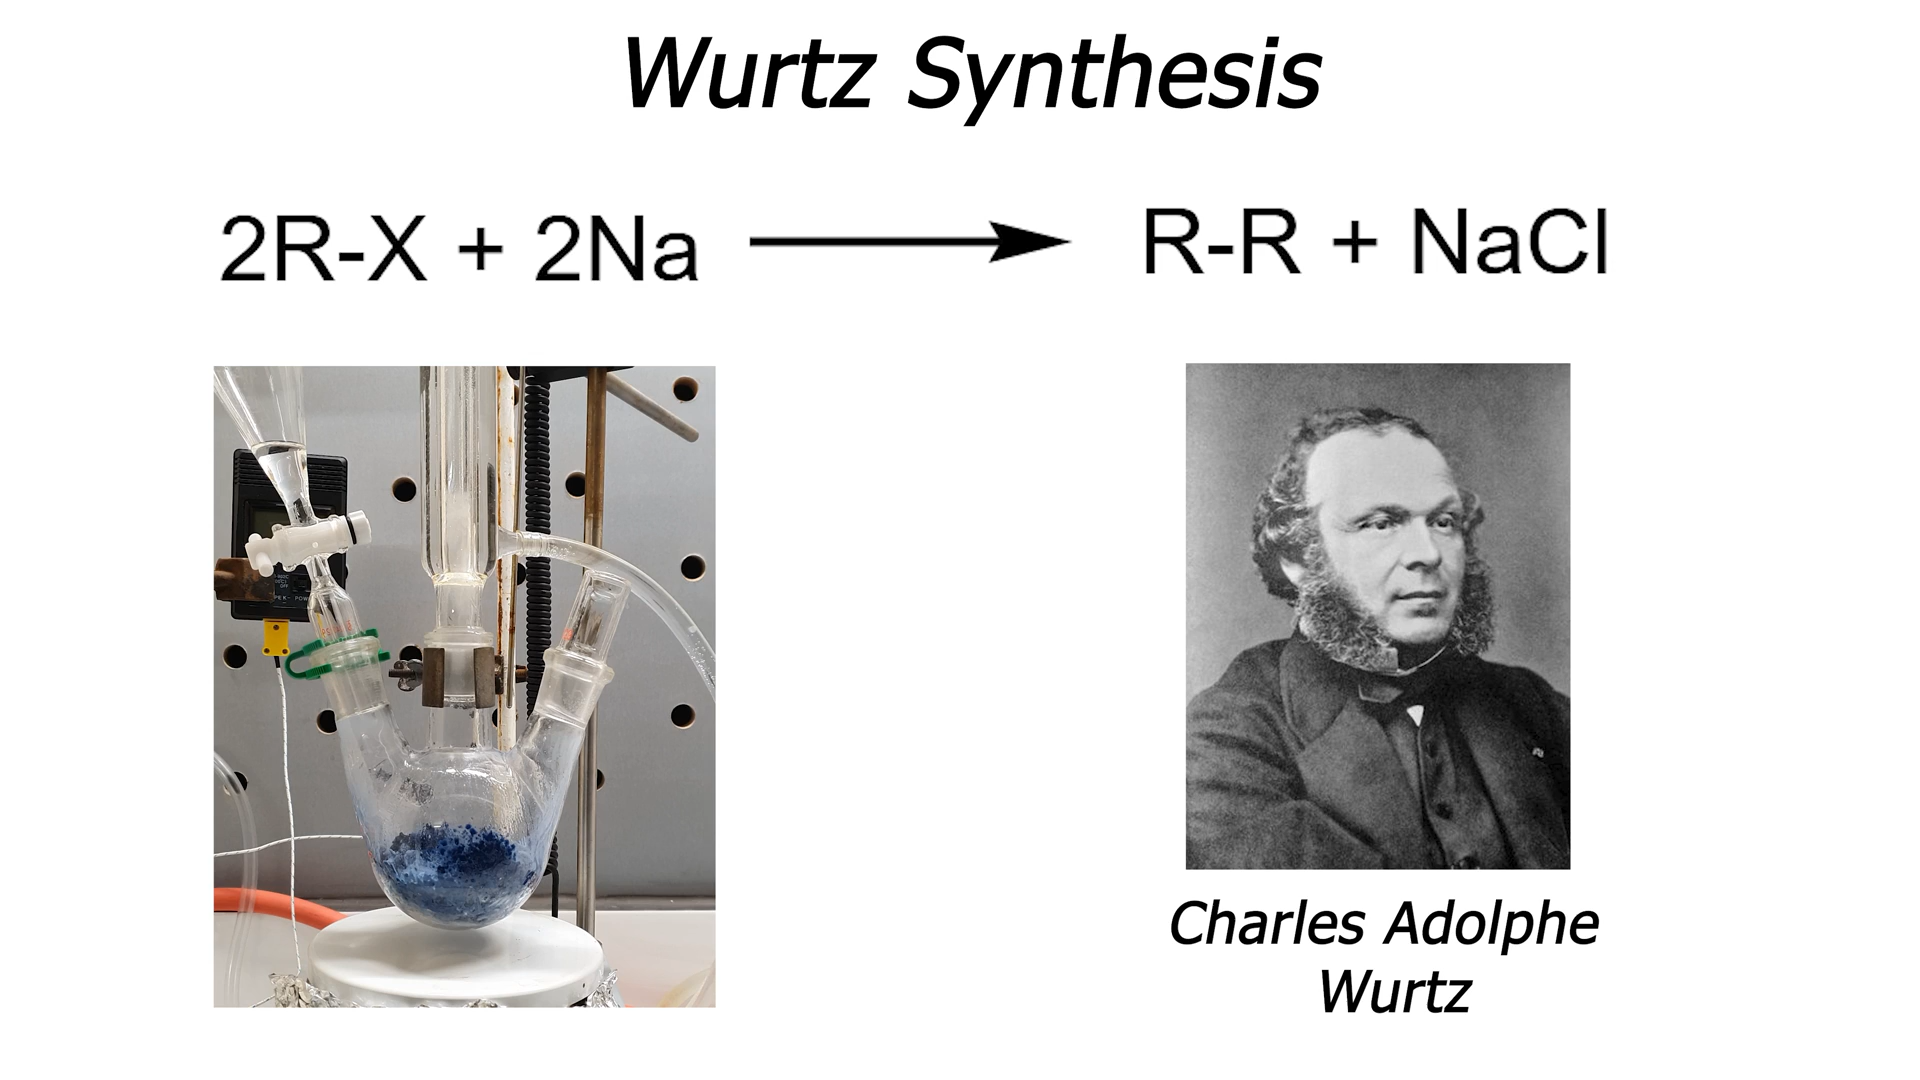 Wurtz Synthesis
2R-X + 2Na
R-R + NaCl
Charles Adolphe
Wurtz